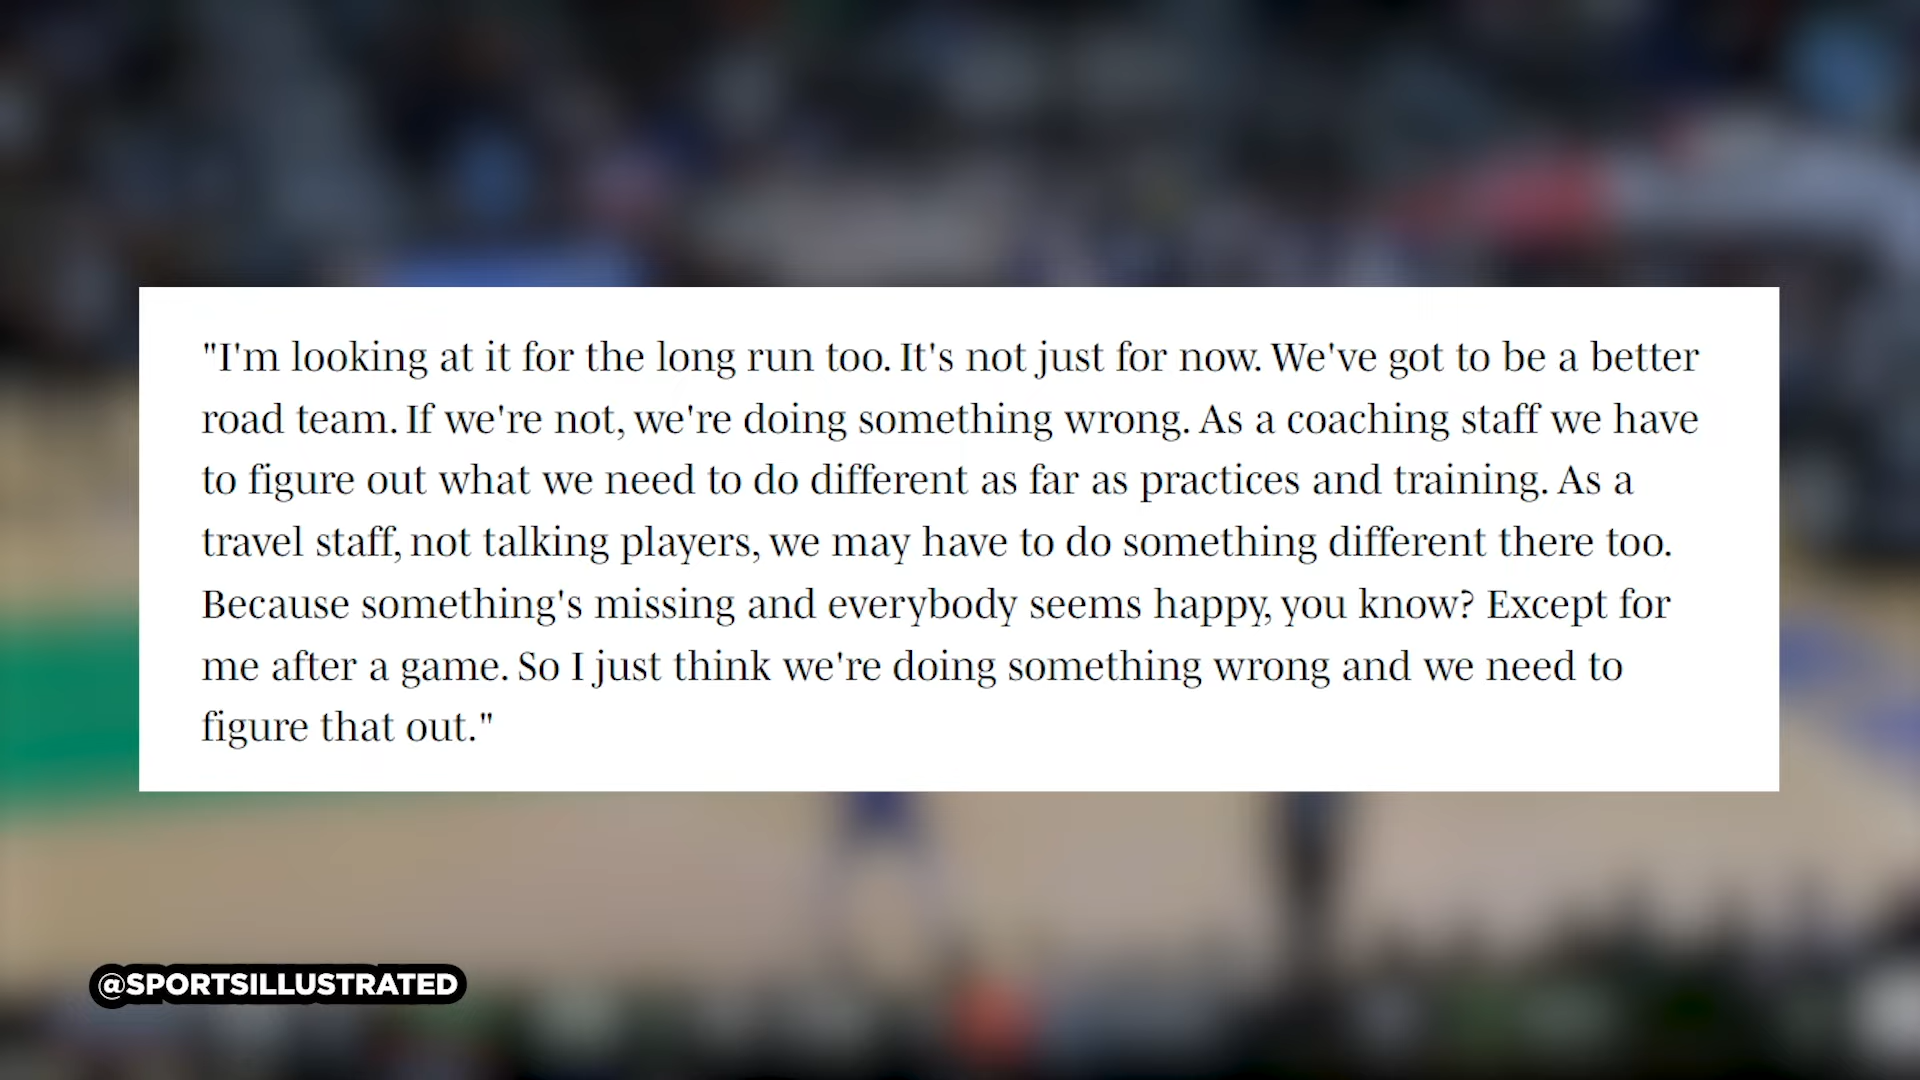 "I'm looking at it for the long run too. It's not just for now. We've got to be a better
road team. If we're not, we're doing something wrong. As a coaching staff we have
to figure out what we need to do different as far as practices and training. As a
travel staff, not talking players, we may have to do something different there too.
Because something's missing and everybody seems happy, you know? Except for
me after a game. So I just think we're doing something wrong and we need to
figure that out."
@SPORTSILLUSTRATED